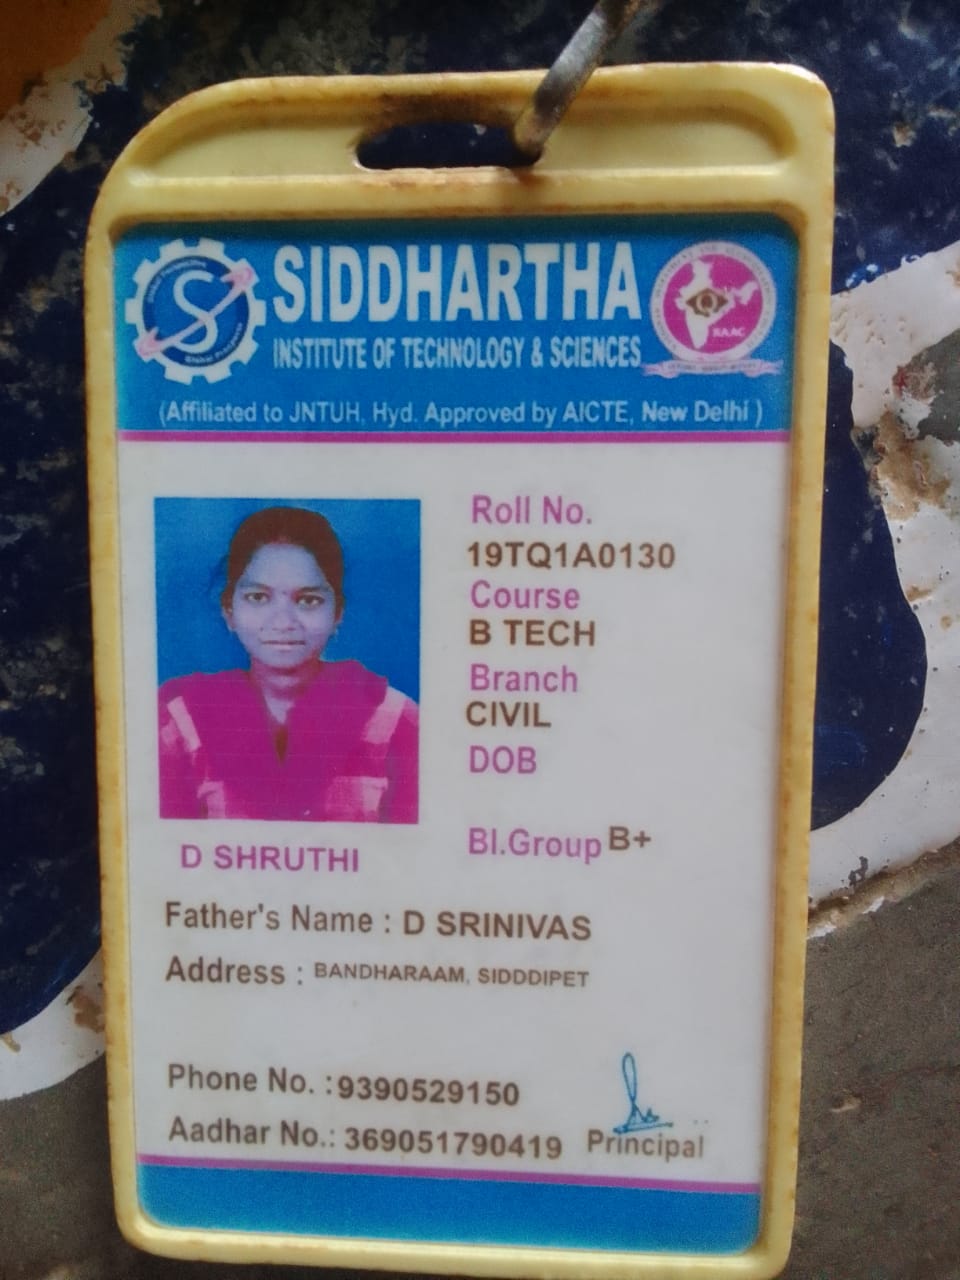 SIDDHARTHA
INSTITUTE OF TECHNOLOGY & SCIENCES
NAAC
(Affiliated to JNTUH, Hyd. Approved by AICTE, New Delhi )
Roll No.
19TQ1A0130
Course
B TECH
Branch
CIVIL
DOB
Bl.Group B+
D SHRUTHI
Father's Name : D SRINIVAS
Address : BANDHARAAM, SIDDDIPET
Phone No. :9390529150
Aadhar No.: 369051790419
Principal